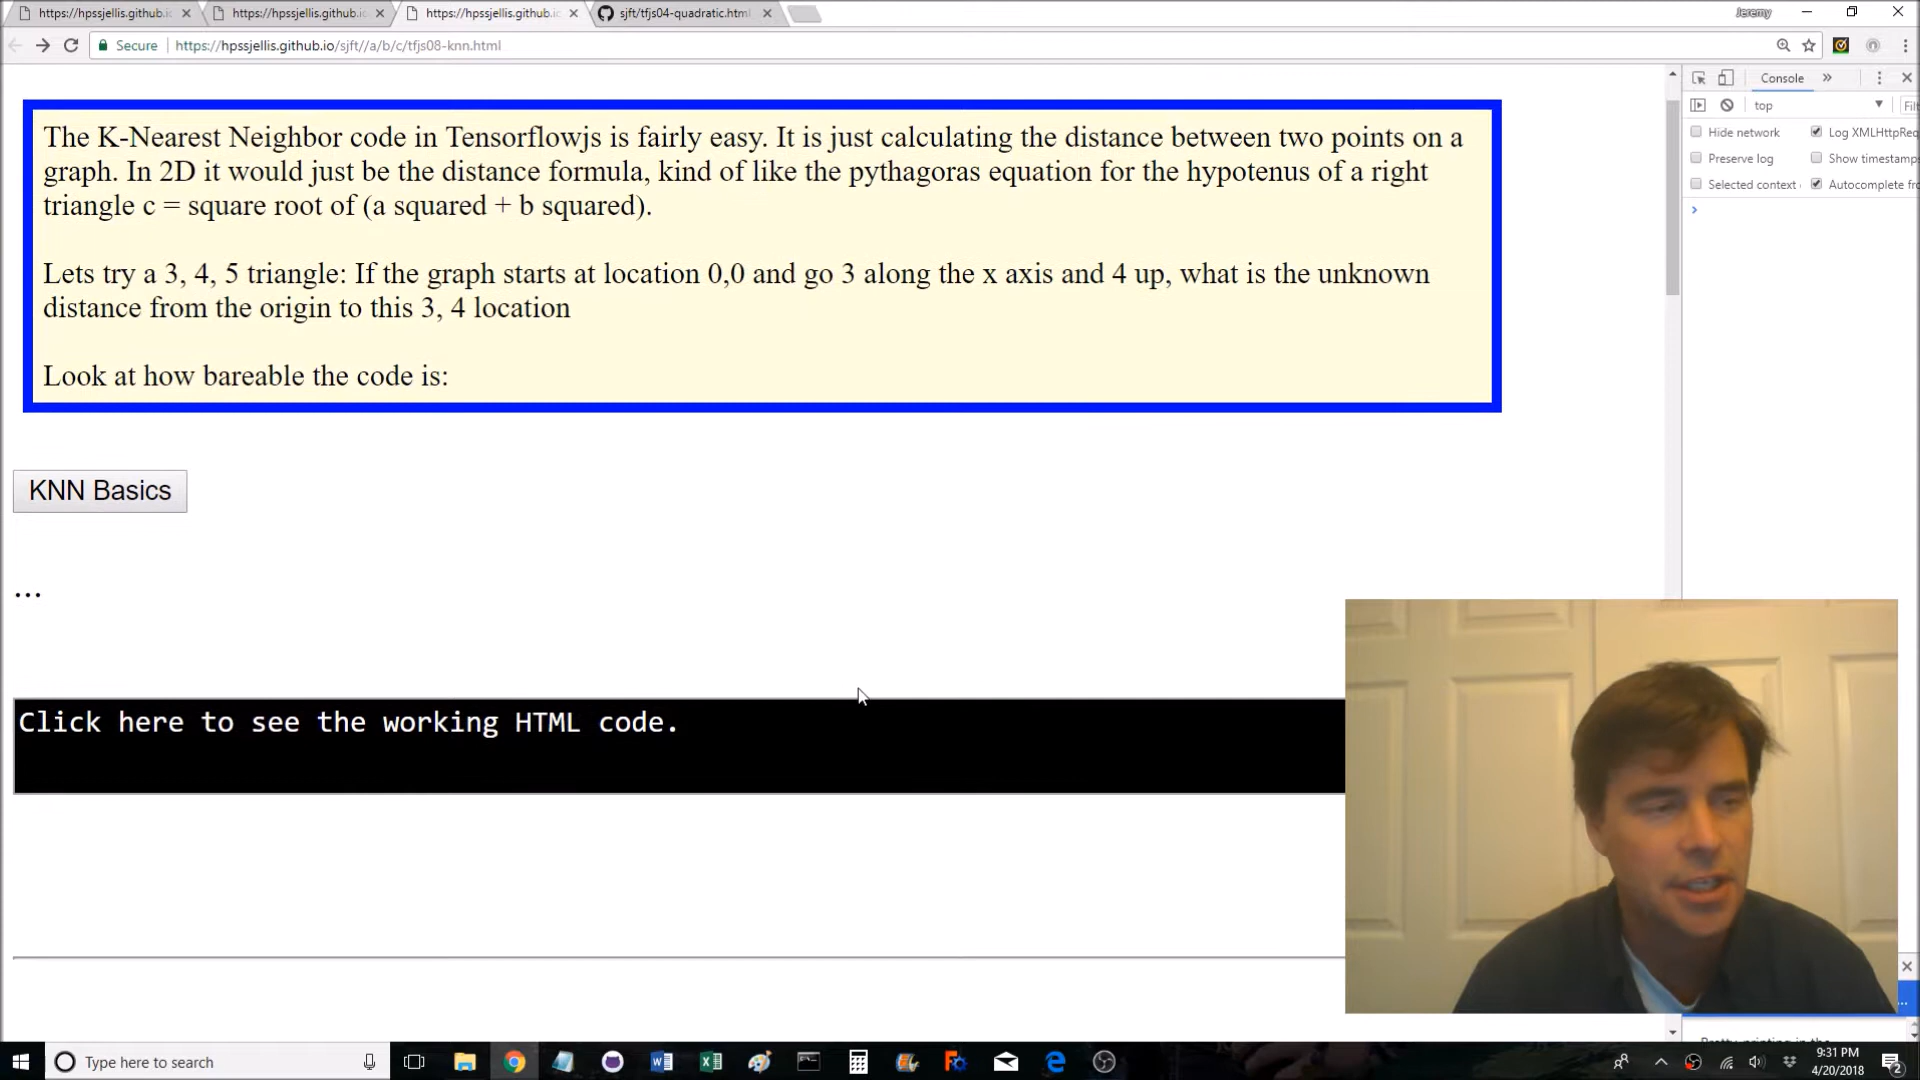 https://hpssjellis.github.io
https://hpssjellis.github.io
https://hpssjellis.github.io
sjft/tfjs04-quadratic.html
Jeremy
Secure
https://hpssjellis.github.io/sjft//a/b/c/tfjs08-knn.html
The K-Nearest Neighbor code in Tensorflowjs is fairly easy. It is just calculating the distance between two points on a
graph. In 2D it would just be the distance formula, kind of like the pythagoras equation for the hypotenus of a right
triangle c = square root of (a squared + b squared).
Lets try a 3, 4, 5 triangle: If the graph starts at location 0,0 and go 3 along the x axis and 4 up, what is the unknown
distance from the origin to this 3, 4 location
Look at how bareable the code is:
KNN Basics
...
Click here to see the working HTML code.
Console
top
Hide network
Log XMLHttpReq
Preserve log
Show timestamps
Selected context
Autocomplete fro
Type here to search
9:31 PM
4/20/2018
2